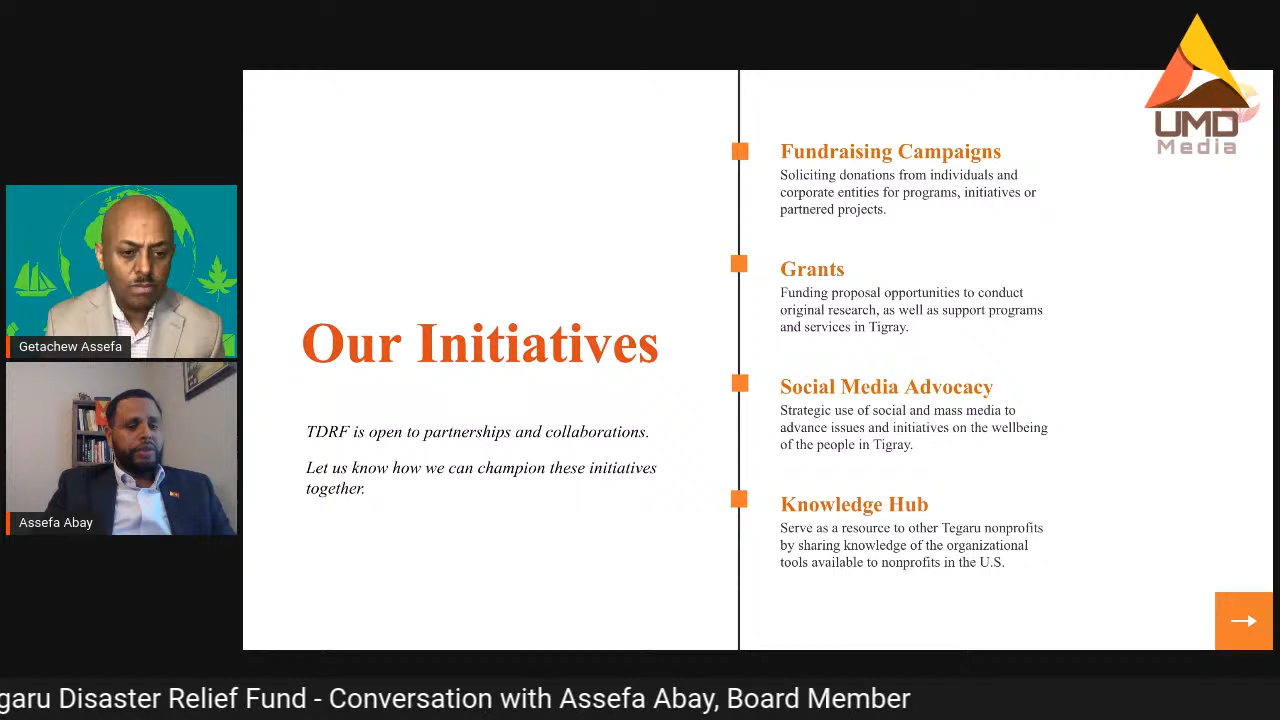 UMD
Media
Getachew Assefa
Assefa Abay
Our Initiatives
TDRF is open to partnerships and collaborations.
Let us know how we can champion these initiatives
together.
Fundraising Campaigns
Soliciting donations from individuals and
corporate entities for programs, initiatives or
partnered projects.
Grants
Funding proposal opportunities to conduct
original research, as well as support programs
and services in Tigray.
Social Media Advocacy
Strategic use of social and mass media to
advance issues and initiatives on the wellbeing
of the people in Tigray.
Knowledge Hub
Serve as a resource to other Tegaru nonprofits
by sharing knowledge of the organizational
tools available to nonprofits in the U.S.
garu Disaster Relief Fund - Conversation with Assefa Abay, Board Member